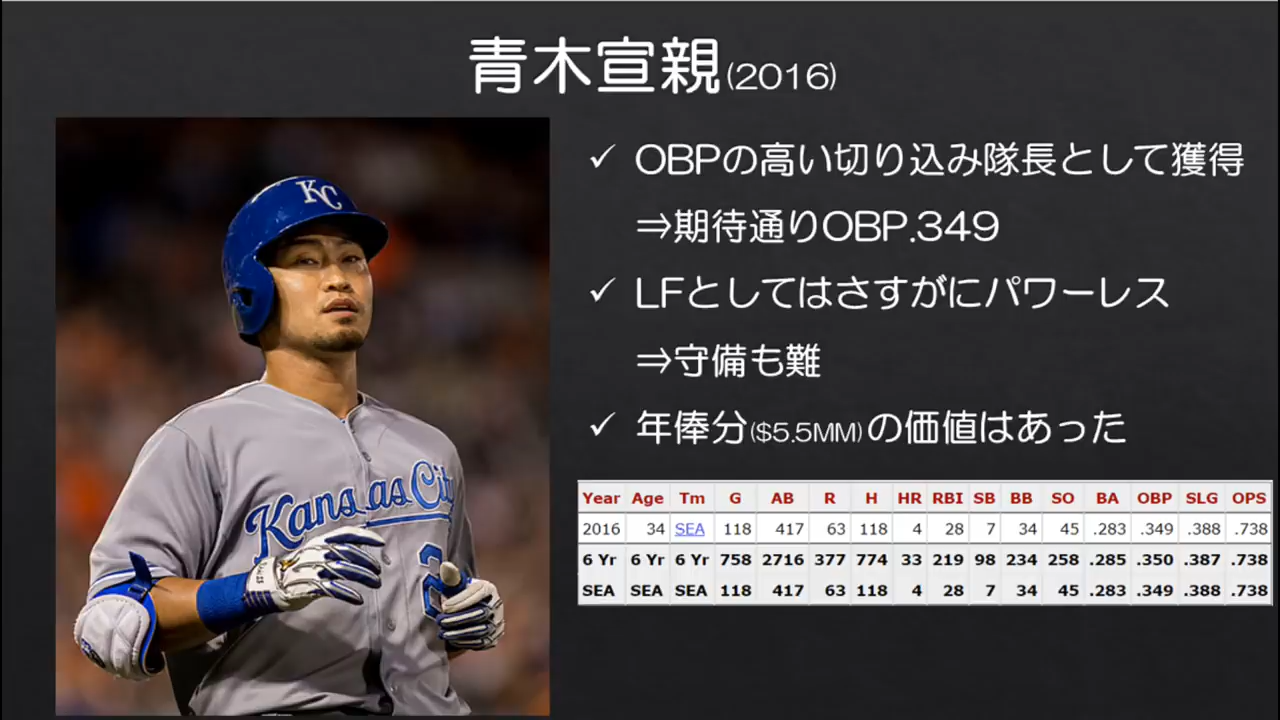 青木宣親(2016)
✓ OBPの高い切り込み隊長として獲得
⇒期待通りOBP.349
✓ LFとしてはさすがにパワーレス
⇒守備も難
✓ 年俸分($5.5MM)の価値はあった
Year Age Tm G AB R H HR RBI SB BB SO BA OBP SLG OPS
2016 34 SEA 118 417 63 118 4 28 7 34 45 .283 .349 .388 .738
6 Yr 6 Yr 6 Yr 758 2716 377 774 33 219 98 234 258 .285 .350 .387 .738
SEA SEA SEA 118 417 63 118 4 28 7 34 45 .283 .349 .388 .738
KC
Kansas City
2